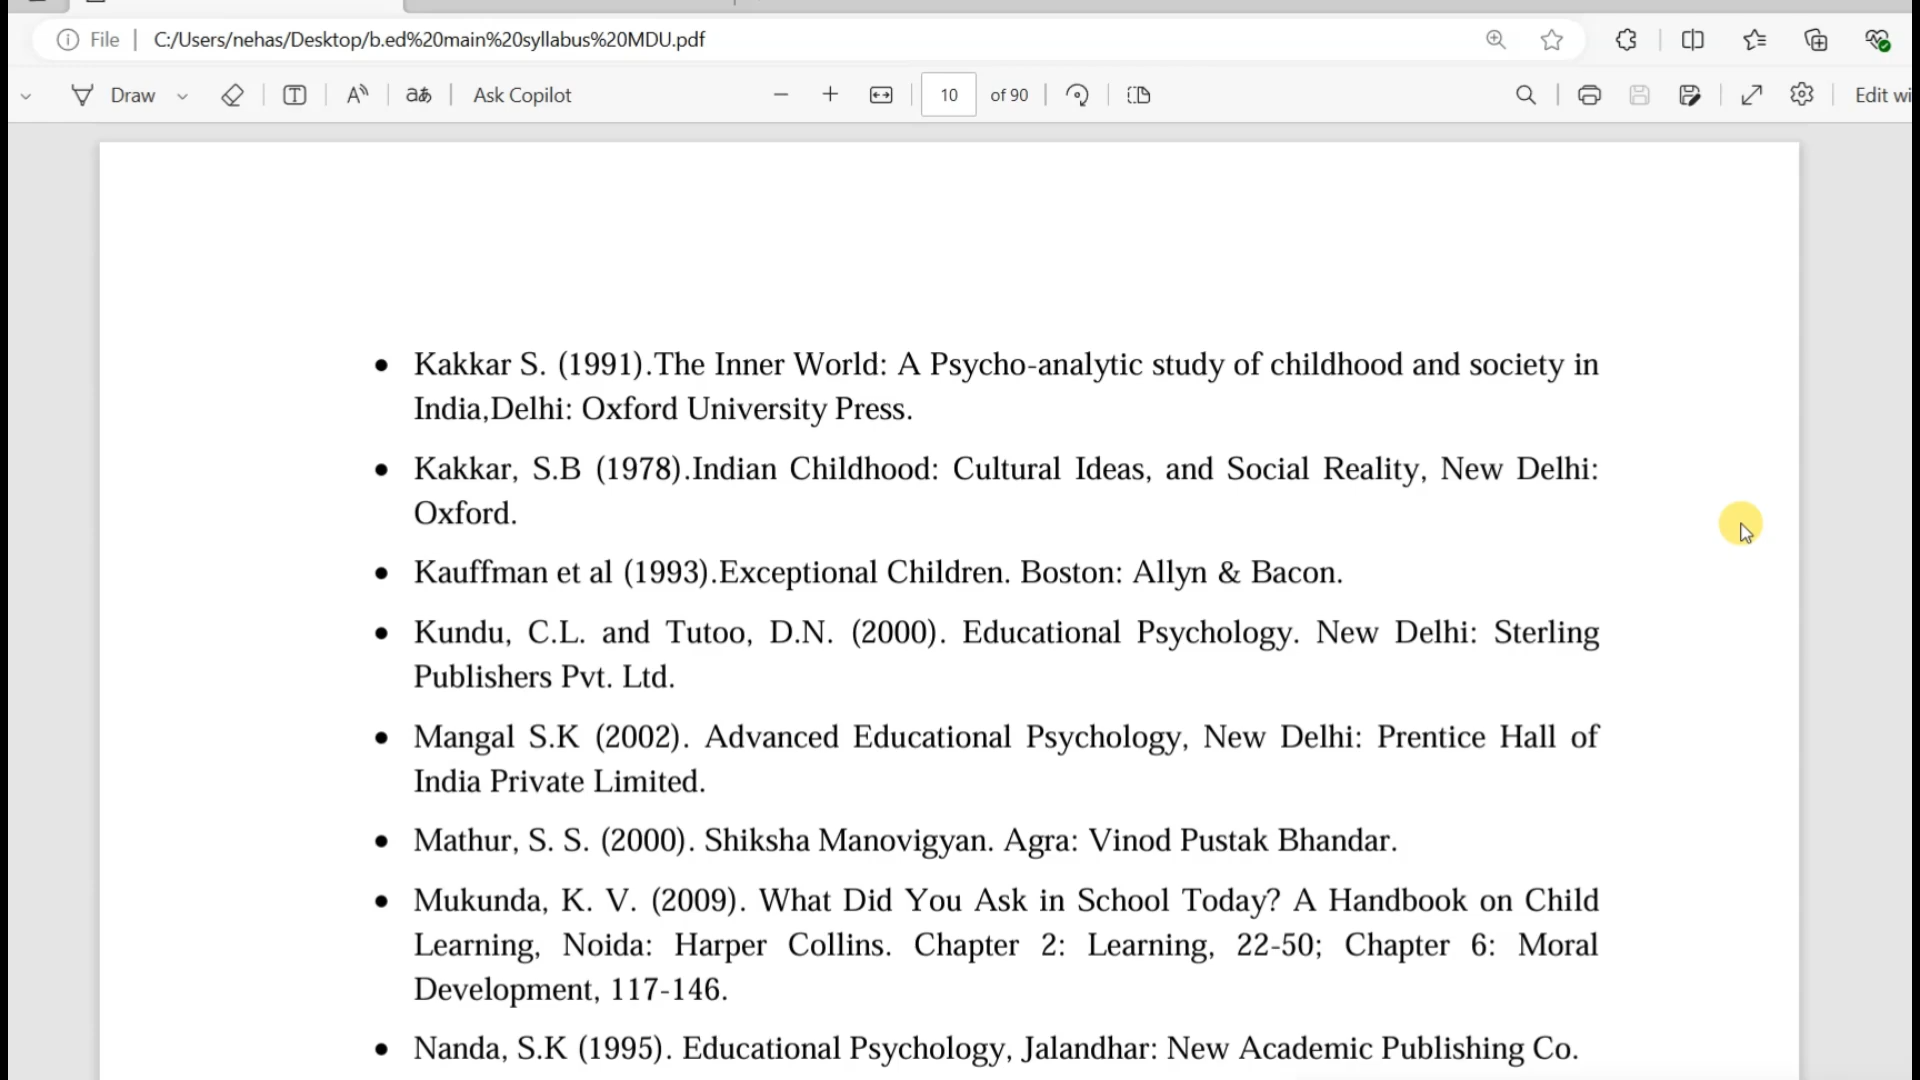 File
C:/Users/nehas/Desktop/b.ed%20main%20syllabus%20MDU.pdf
Draw
Ask Copilot
10 of 90
Edit wi
• Kakkar S. (1991).The Inner World: A Psycho-analytic study of childhood and society in
India,Delhi: Oxford University Press.
• Kakkar, S.B (1978).Indian Childhood: Cultural Ideas, and Social Reality, New Delhi:
Oxford.
• Kauffman et al (1993).Exceptional Children. Boston: Allyn & Bacon.
• Kundu, C.L. and Tutoo, D.N. (2000). Educational Psychology. New Delhi: Sterling
Publishers Pvt. Ltd.
• Mangal S.K (2002). Advanced Educational Psychology, New Delhi: Prentice Hall of
India Private Limited.
• Mathur, S. S. (2000). Shiksha Manovigyan. Agra: Vinod Pustak Bhandar.
• Mukunda, K. V. (2009). What Did You Ask in School Today? A Handbook on Child
Learning, Noida: Harper Collins. Chapter 2: Learning, 22-50; Chapter 6: Moral
Development, 117-146.
• Nanda, S.K (1995). Educational Psychology, Jalandhar: New Academic Publishing Co.